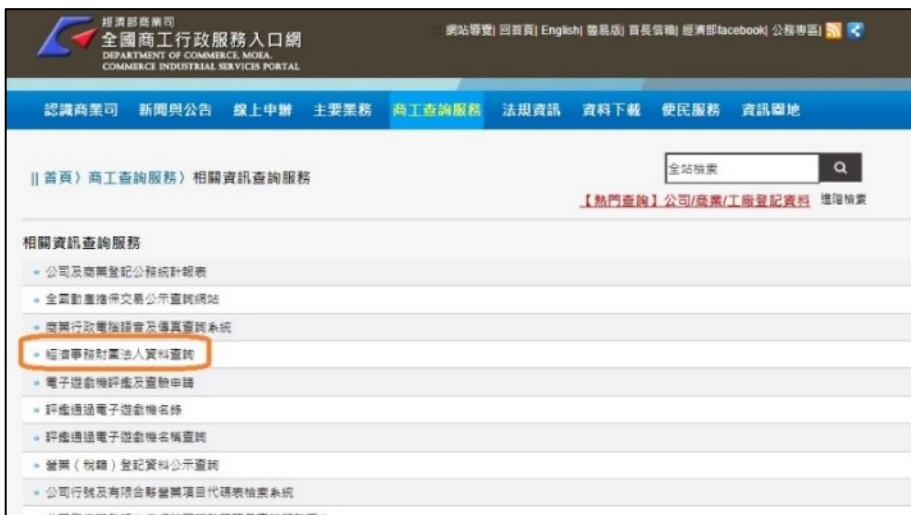 經濟部商業司
全國商工行政服務入口網
DEPARTMENT OF COMMERCE, MOEA.
COMMERCE INDUSTRIAL SERVICES PORTAL
網站導覽| 回首頁| English| 簡易版| 首長信箱| 經濟部facebook| 公務專區|
認識商業司 新聞與公告 線上申辦 主要業務 商工查詢服務 法規資訊 資料下載 便民服務 資訊園地
|| 首頁〉商工查詢服務〉相關資訊查詢服務
全站檢索
【熱門查詢】公司/商業/工廠登記資料 進階檢索
相關資訊查詢服務
公司及商業登記公務統計報表
全國動產擔保交易公示查詢網站
商業行政電腦語音及傳真查詢系統
經濟事務財團法人資料查詢
電子遊戲機評鑑及查驗申請
評鑑通過電子遊戲機名錄
評鑑通過電子遊戲機名稱查詢
營業（稅籍）登記資料公示查詢
公司行號及有限合夥營業項目代碼表檢索系統